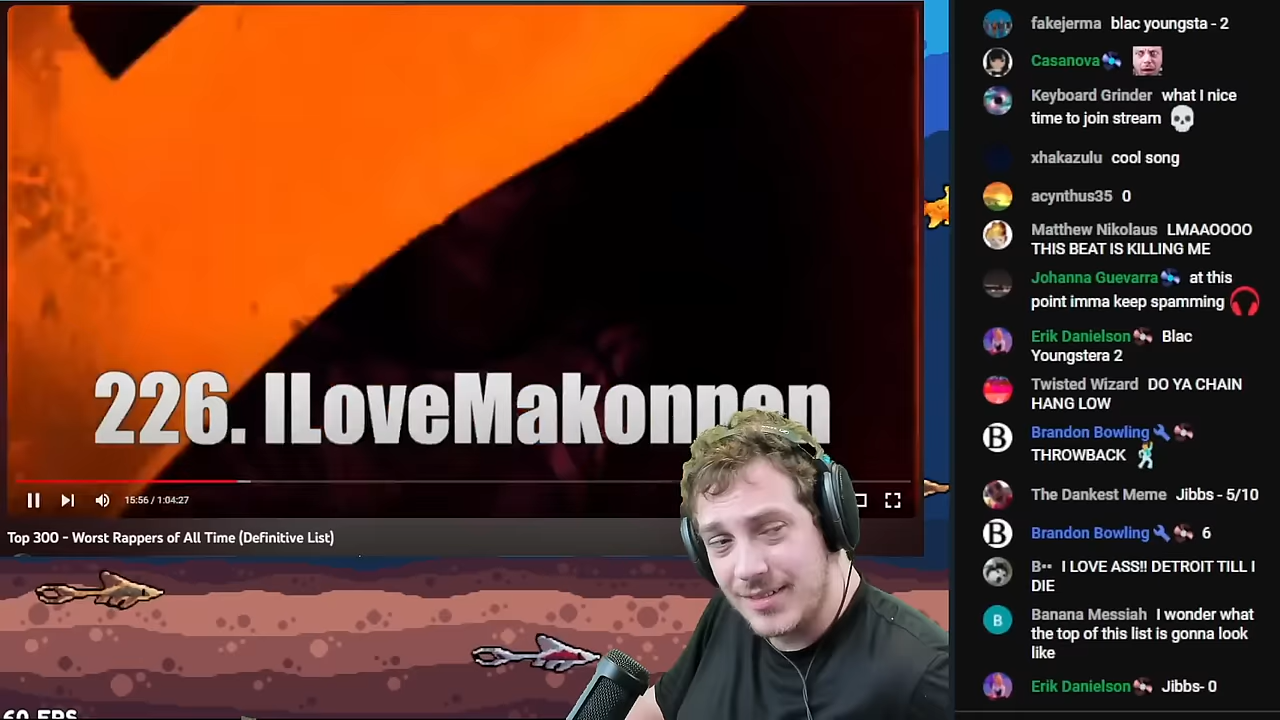 226. ILoveMakonnen
15:56 / 1:04:27
Top 300 - Worst Rappers of All Time (Definitive List)
60 FPS
fakejerma blac youngsta - 2
Casanova
Keyboard Grinder what I nice
time to join stream
xhakazulu cool song
acynthus35 0
Matthew Nikolaus LMAAOOOO
THIS BEAT IS KILLING ME
Johanna Guevarra at this
point imma keep spamming
Erik Danielson Blac
Youngstera 2
Twisted Wizard DO YA CHAIN
HANG LOW
B
Brandon Bowling
THROWBACK
The Dankest Meme Jibbs - 5/10
B
Brandon Bowling 6
B•• I LOVE ASS!! DETROIT TILL I
DIE
B
Banana Messiah I wonder what
the top of this list is gonna look
like
Erik Danielson Jibbs- 0